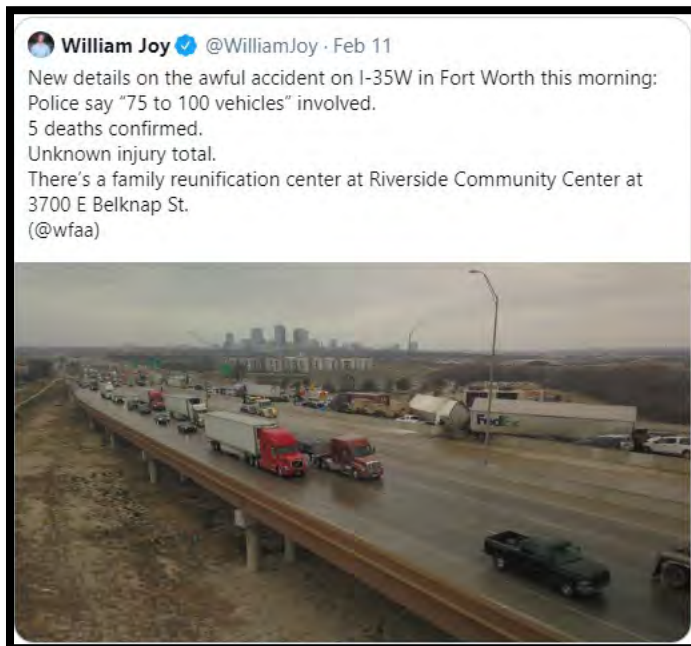 William Joy @WilliamJoy · Feb 11
New details on the awful accident on I-35W in Fort Worth this morning:
Police say “75 to 100 vehicles” involved.
5 deaths confirmed.
Unknown injury total.
There’s a family reunification center at Riverside Community Center at
3700 E Belknap St.
(@wfaa)
FedEx